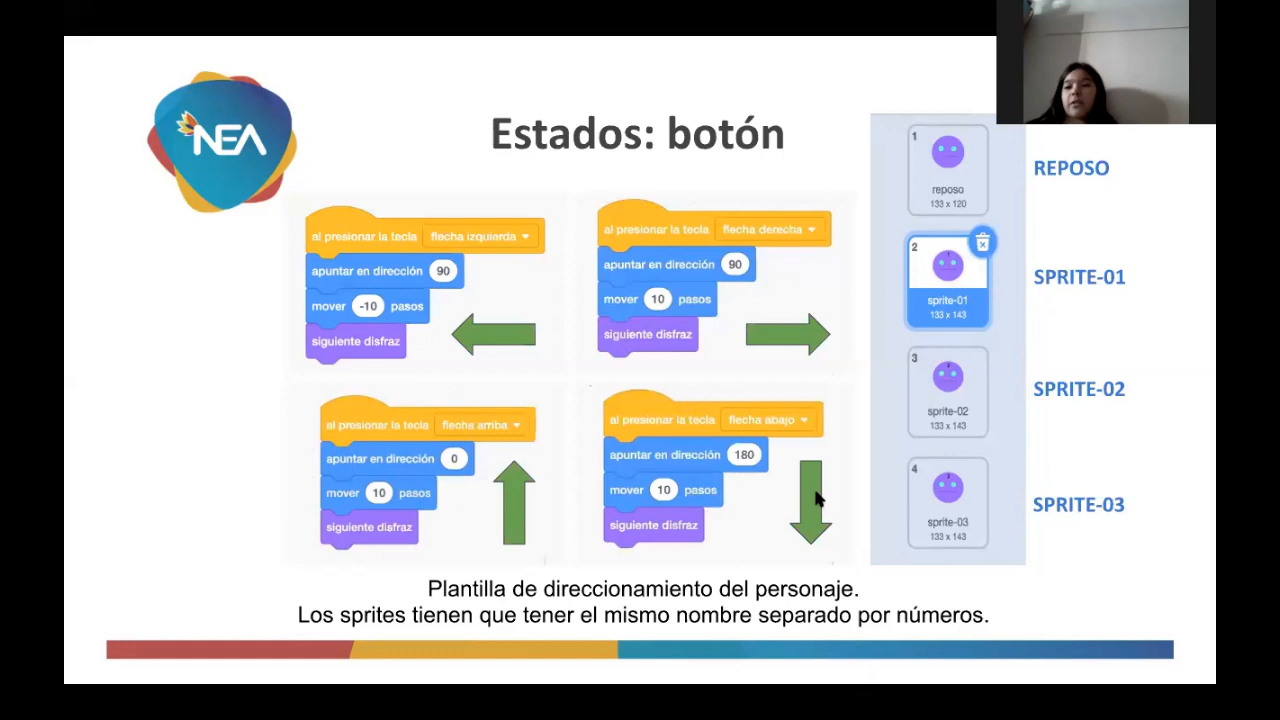 NEA
Estados: botón
al presionar la tecla flecha izquierda
apuntar en dirección 90
mover -10 pasos
siguiente disfraz
al presionar la tecla flecha derecha
apuntar en dirección 90
mover 10 pasos
siguiente disfraz
al presionar la tecla flecha arriba
apuntar en dirección 0
mover 10 pasos
siguiente disfraz
al presionar la tecla flecha abajo
apuntar en dirección 180
mover 10 pasos
siguiente disfraz
1
reposo
133 x 120
REPOSO
2
sprite-01
133 x 143
SPRITE-01
3
sprite-02
133 x 143
SPRITE-02
4
sprite-03
133 x 143
SPRITE-03
Plantilla de direccionamiento del personaje.
Los sprites tienen que tener el mismo nombre separado por números.